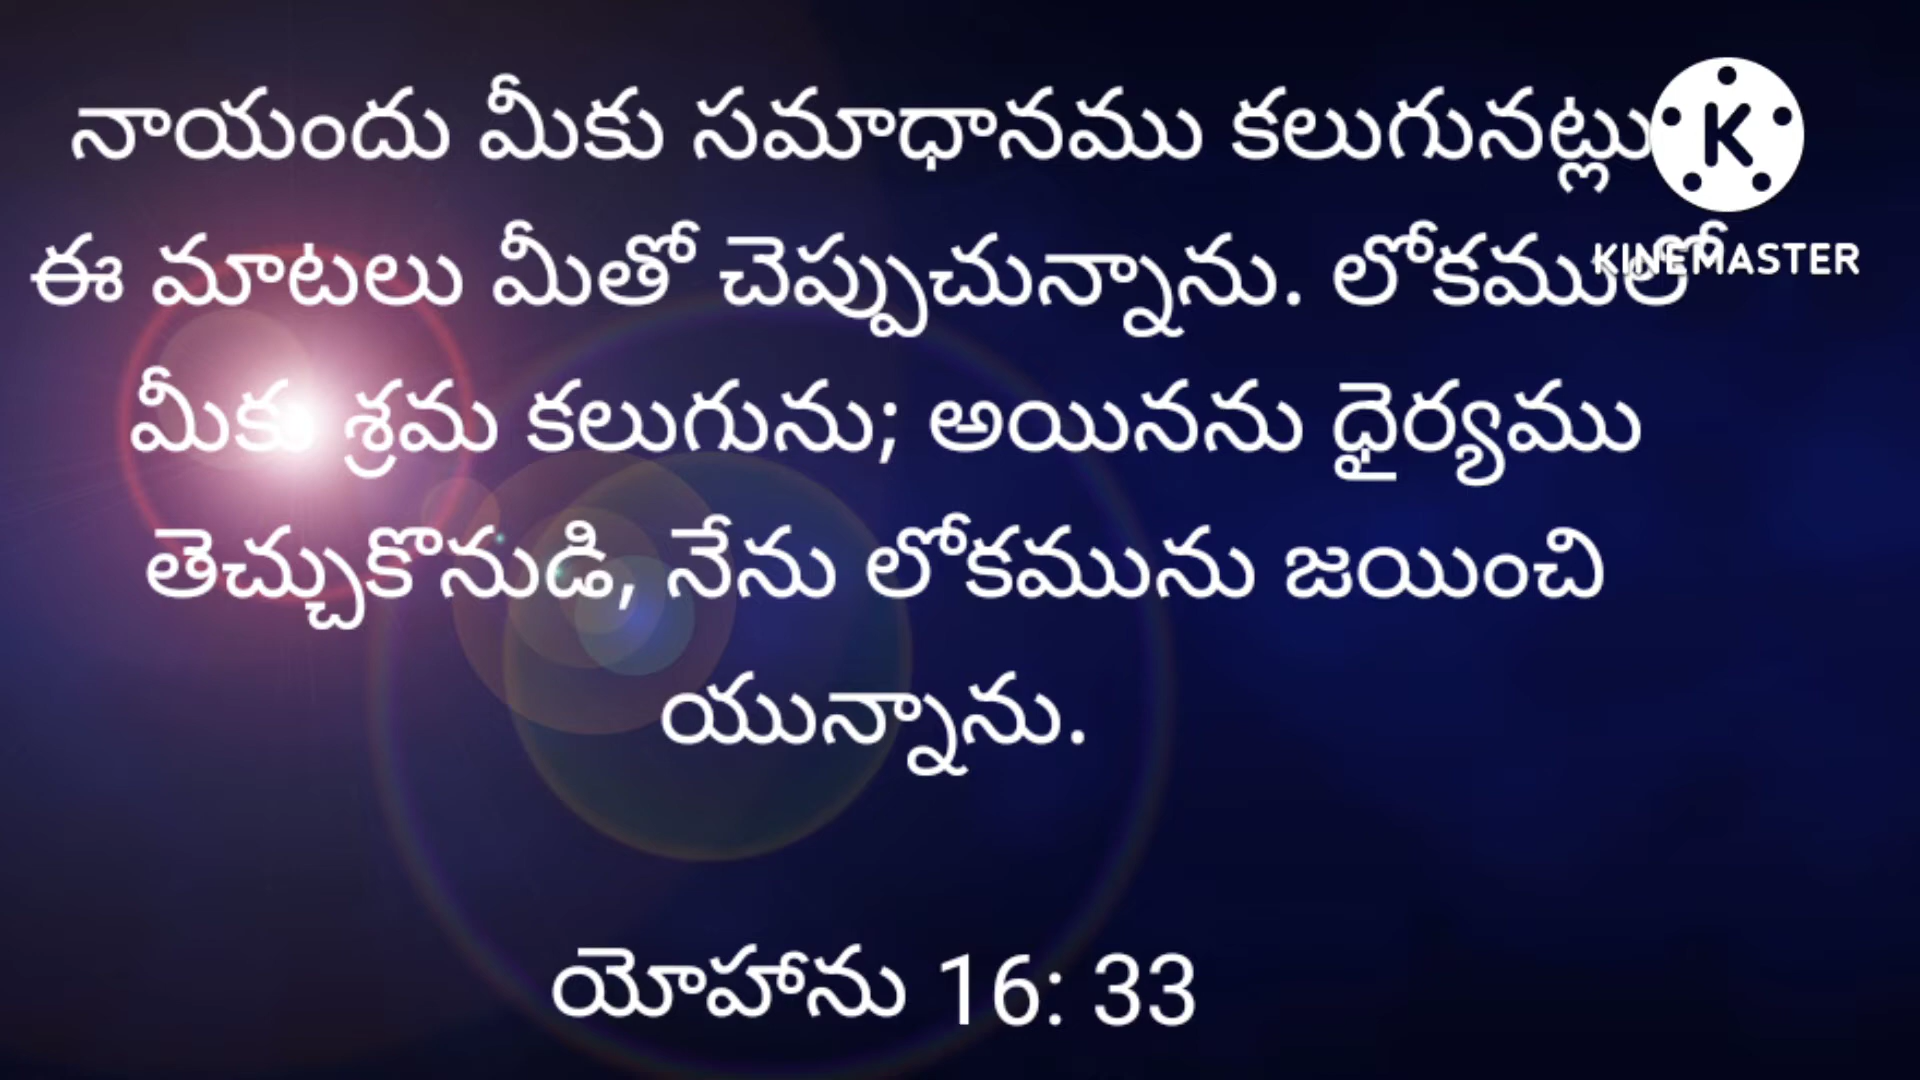 నాయందు మీకు సమాధానము కలుగునట్లు
ఈ మాటలు మీతో చెప్పుచున్నాను. లోకములో
మీకు శ్రమ కలుగును; అయినను ధైర్యము
తెచ్చుకొనుడి, నేను లోకమును జయించి
యున్నాను.
యోహాను 16: 33
K
KINEMASTER